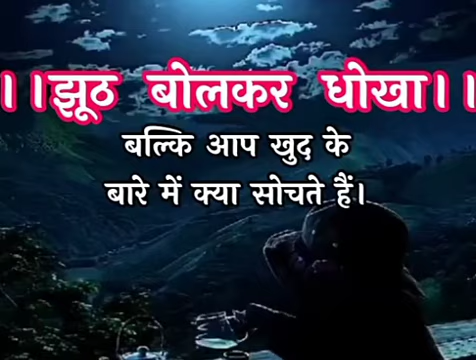 ।।झूठ बोलकर धोखा।।
बल्कि आप खुद के
बारे में क्या सोचते हैं।